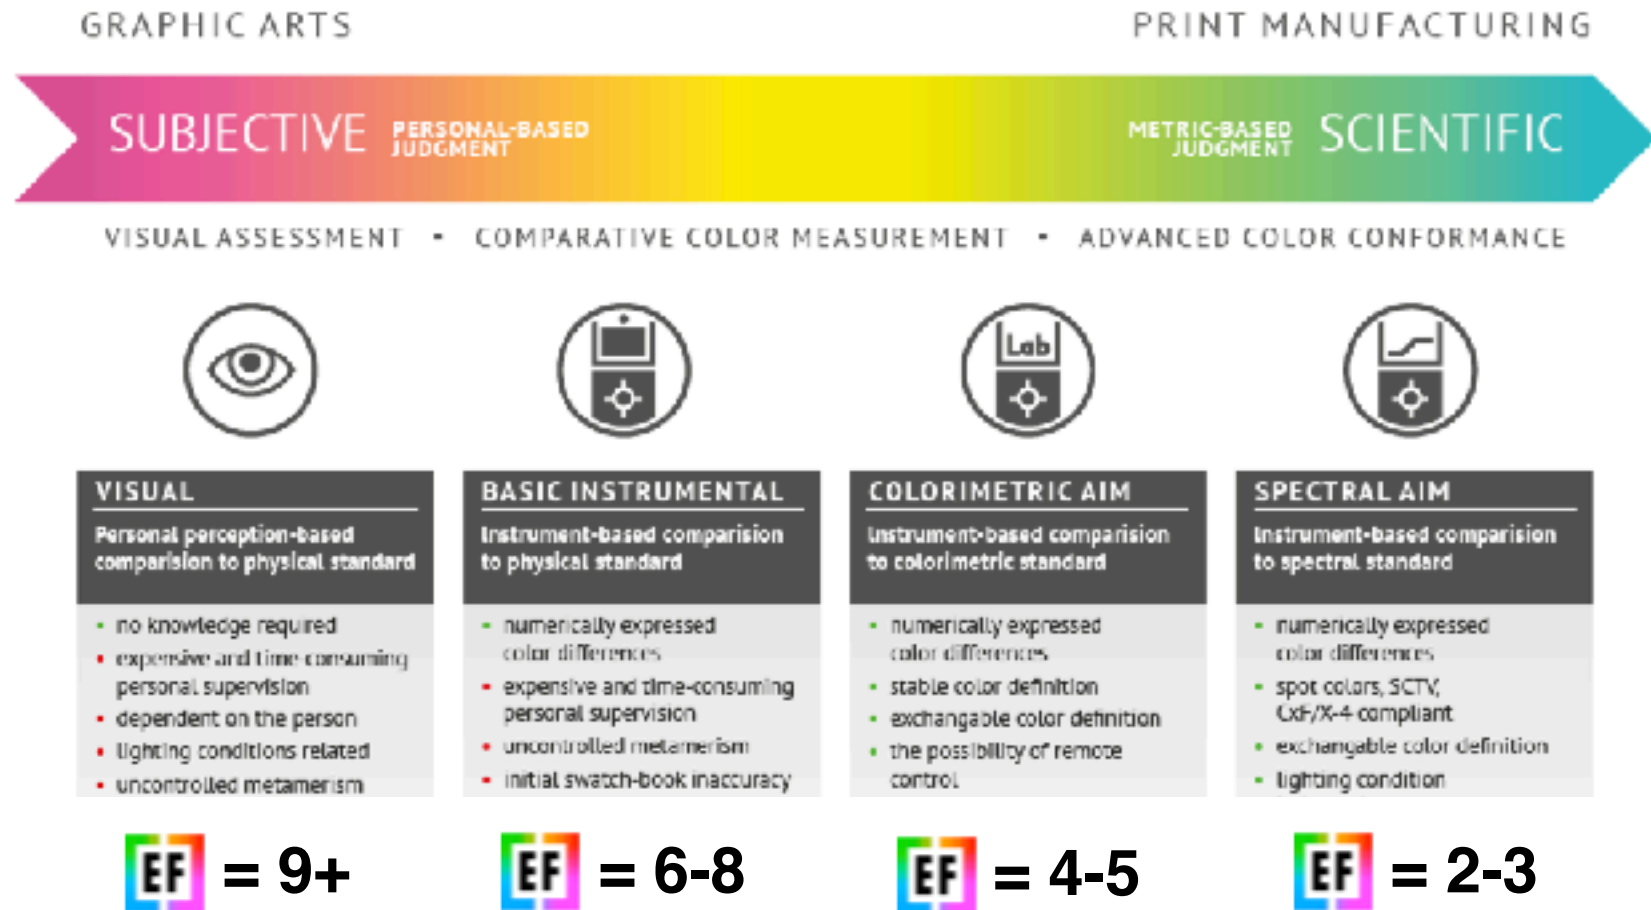 GRAPHIC ARTS
PRINT MANUFACTURING
SUBJECTIVE
PERSONAL-BASED
JUDGMENT
METRIC-BASED
JUDGMENT
SCIENTIFIC
VISUAL ASSESSMENT • COMPARATIVE COLOR MEASUREMENT • ADVANCED COLOR CONFORMANCE
Lab
VISUAL
Personal perception-based
comparision to physical standard
• no knowledge required
• expensive and time-consuming
personal supervision
• dependent on the person
• lighting conditions related
• uncontrolled metamerism
EF = 9+
BASIC INSTRUMENTAL
Instrument-based comparision
to physical standard
• numerically expressed
color differences
• expensive and time-consuming
personal supervision
• uncontrolled metamerism
• initial swatch-book inaccuracy
EF = 6-8
COLORIMETRIC AIM
Instrument-based comparision
to colorimetric standard
• numerically expressed
color differences
• stable color definition
• exchangable color definition
• the possibility of remote
control
EF = 4-5
SPECTRAL AIM
Instrument-based comparision
to spectral standard
• numerically expressed
color differences
• spot colors, SCTV,
CxF/X-4 compliant
• exchangable color definition
• lighting condition
EF = 2-3